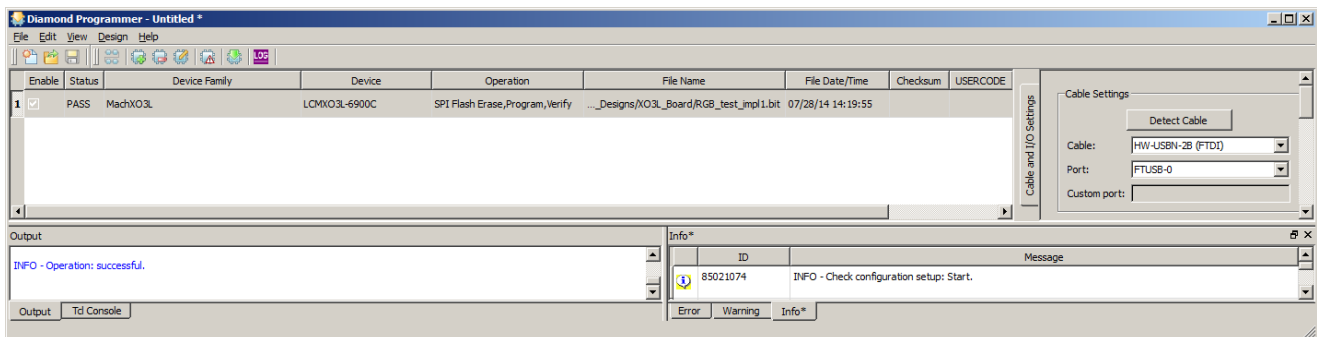 Diamond Programmer - Untitled *
File Edit View Design Help
LOG
Enable Status Device Family Device Operation File Name File Date/Time Checksum USERCODE
1 PASS MachXO3L LCMXO3L-6900C SPI Flash Erase,Program,Verify ..._Designs/XO3L_Board/RGB_test_impl1.bit 07/28/14 14:19:55
Cable and I/O Settings
Cable Settings
Detect Cable
Cable: HW-USBN-2B (FTDI)
Port: FTUSB-0
Custom port:
Output
INFO - Operation: successful.
Output Tcl Console
Info*
ID Message
85021074 INFO - Check configuration setup: Start.
Error Warning Info*